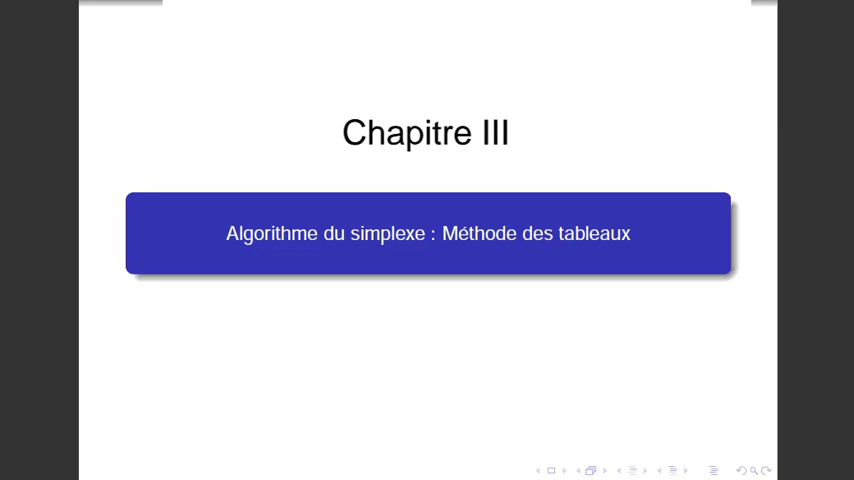 Chapitre III
Algorithme du simplexe : Méthode des tableaux